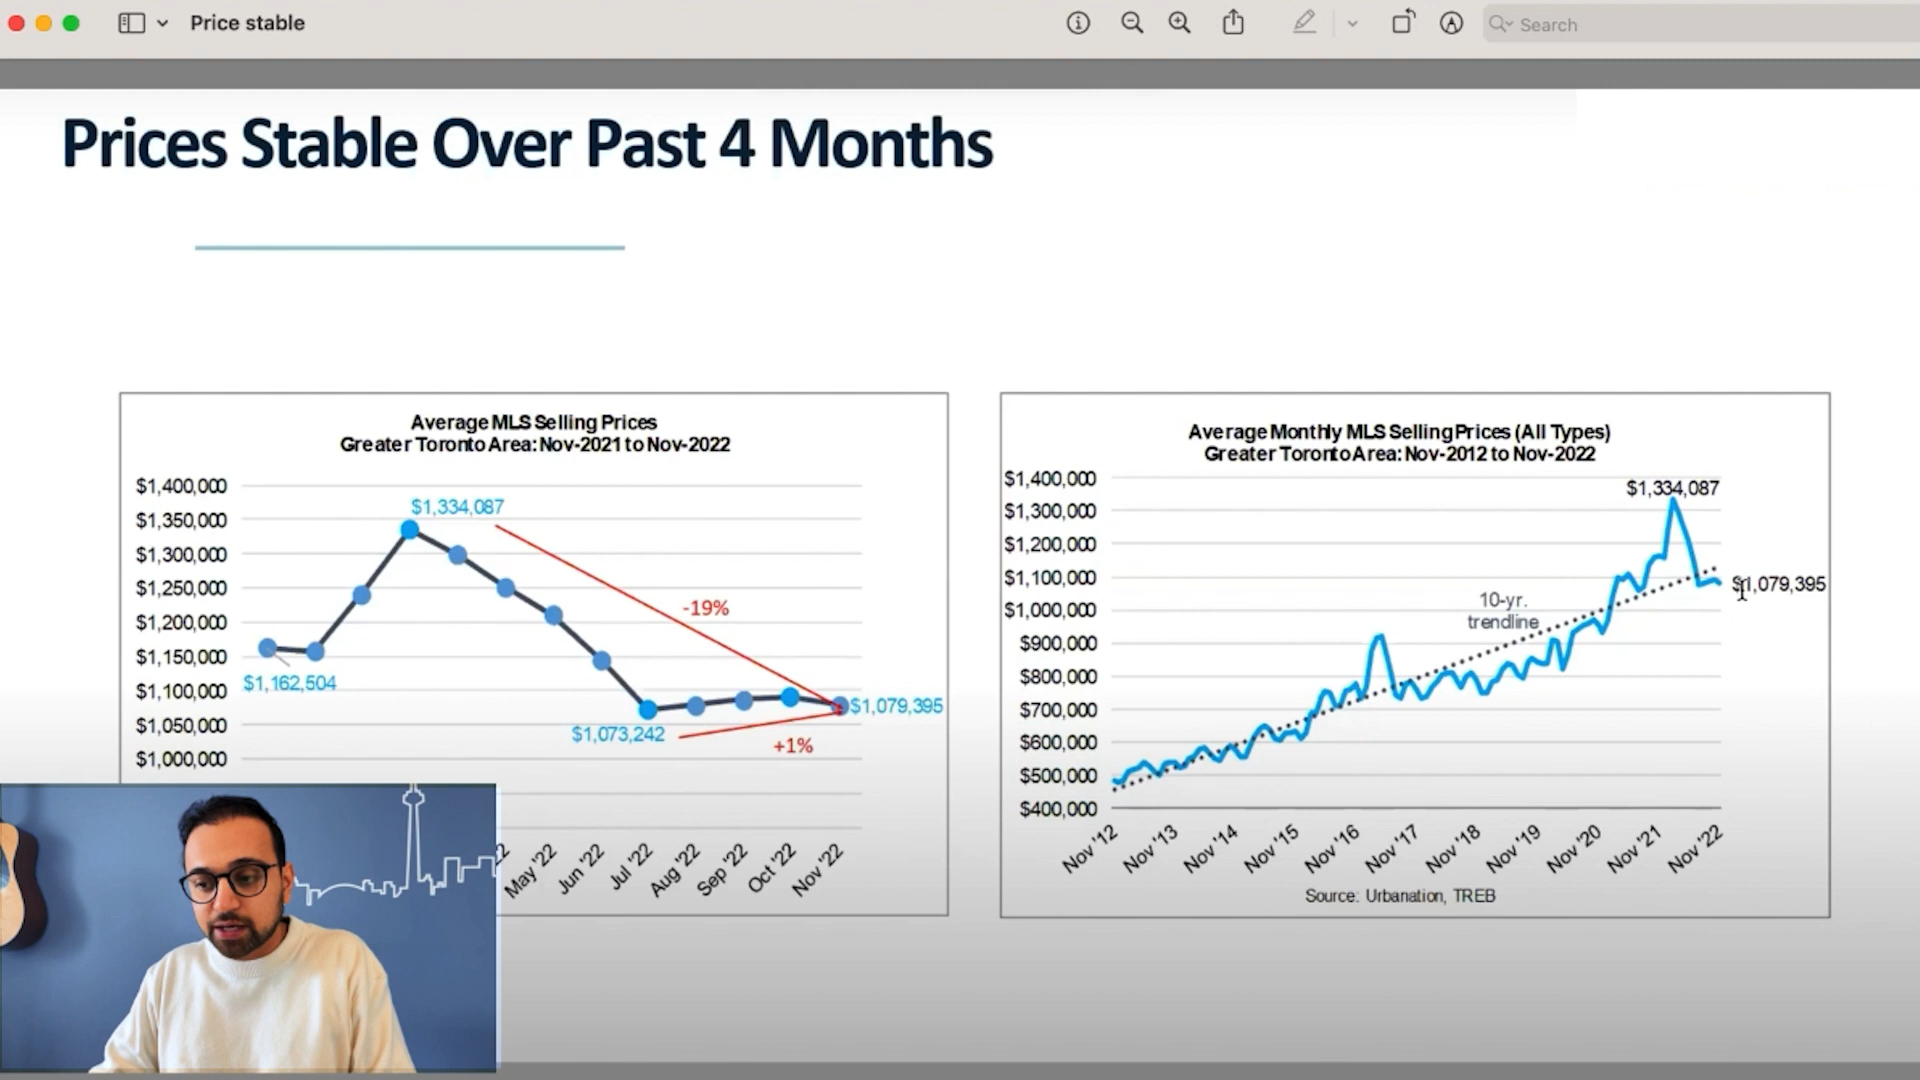 Price stable
Search
Prices Stable Over Past 4 Months
Average MLS Selling Prices
Greater Toronto Area: Nov-2021 to Nov-2022
$1,400,000
$1,350,000
$1,300,000
$1,250,000
$1,200,000
$1,150,000
$1,100,000
$1,050,000
$1,000,000
$1,334,087
-19%
$1,162,504
$1,079,395
$1,073,242
+1%
May '22
Jun '22
Jul '22
Aug '22
Sep '22
Oct '22
Nov '22
Average Monthly MLS Selling Prices (All Types)
Greater Toronto Area: Nov-2012 to Nov-2022
$1,400,000
$1,300,000
$1,200,000
$1,100,000
$1,000,000
$900,000
$800,000
$700,000
$600,000
$500,000
$400,000
$1,334,087
$1,079,395
10-yr.
trendline
Nov '12
Nov '13
Nov '14
Nov '15
Nov '16
Nov '17
Nov '18
Nov '19
Nov '20
Nov '21
Nov '22
Source: Urbanation, TREB